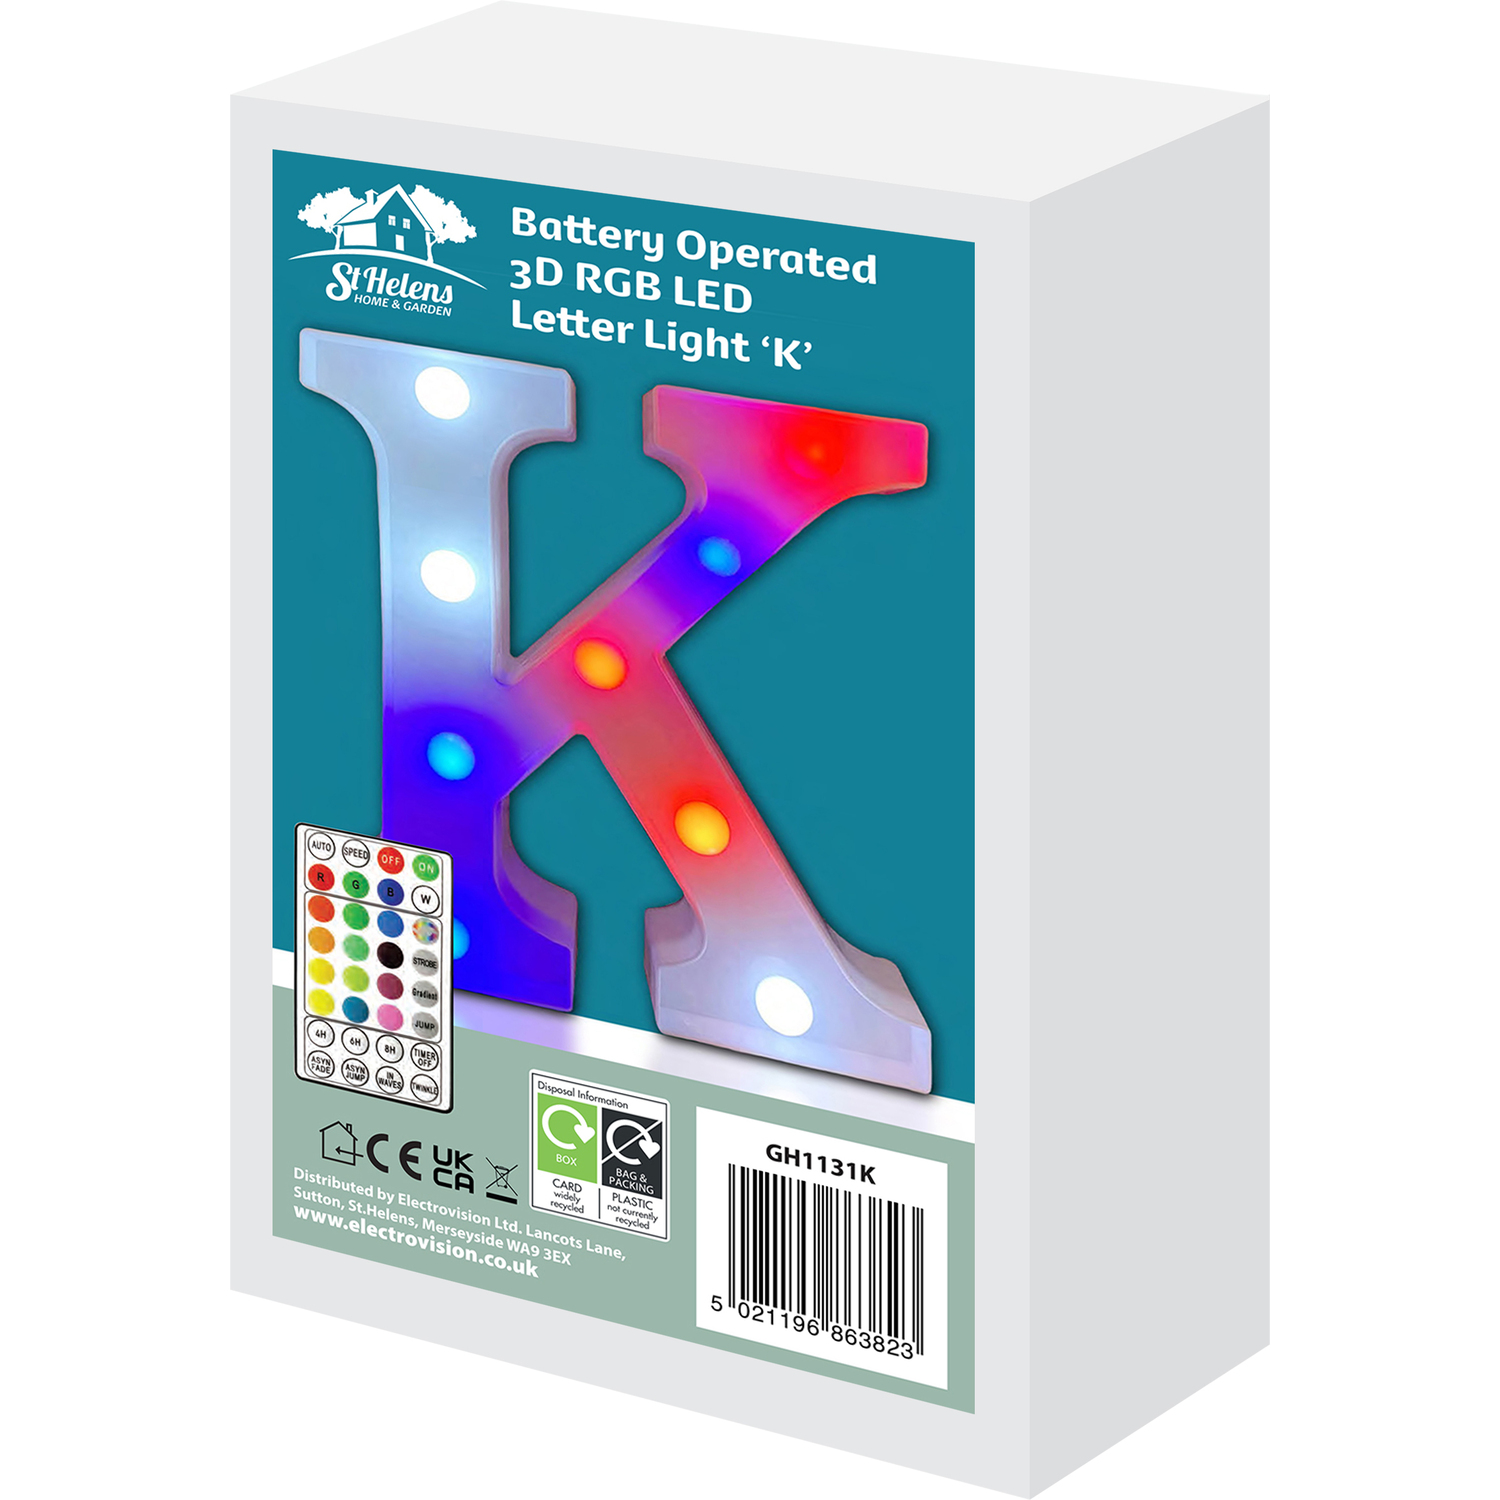 St Helens
HOME & GARDEN
Battery Operated
3D RGB LED
Letter Light ‘K’
AUTO SPEED OFF ON
R G B W
STROBE
Gradient
JUMP
4H 6H 8H TIMER OFF
ASYN FADE ASYN JUMP IN WAVES TWINKLE
CE UK CA
Disposal Information
BOX
CARD
widely
recycled
BAG &
PACKING
PLASTIC
not currently
recycled
Distributed by Electrovision Ltd. Lancots Lane,
Sutton, St.Helens, Merseyside WA9 3EX
www.electrovision.co.uk
GH1131K
5 021196 863823